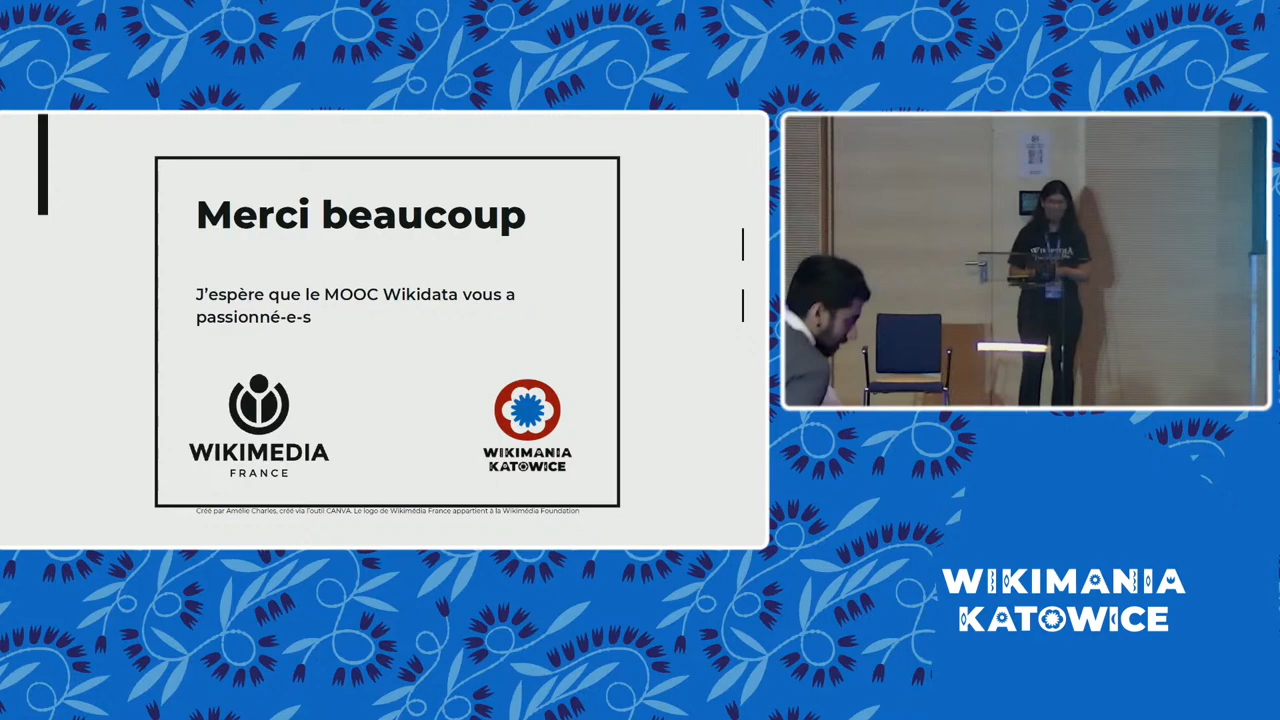 Merci beaucoup
J’espère que le MOOC Wikidata vous a
passionné-e-s
WIKIMEDIA
FRANCE
WIKIMANIA
KATOWICE
Créé par Amélie Charles, créé via l'outil CANVA. Le logo de Wikimédia France appartient à la Wikimédia Foundation
WIKIMANIA
KATOWICE